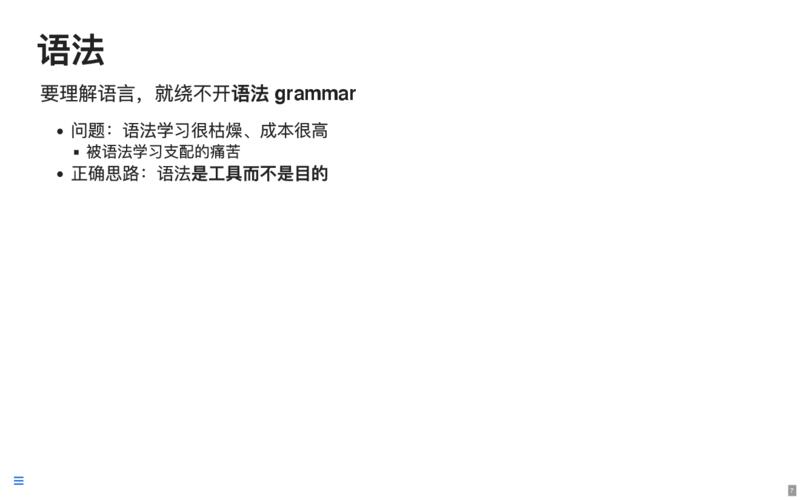 语法
要理解语言，就绕不开语法 grammar
• 问题：语法学习很枯燥、成本很高
▪ 被语法学习支配的痛苦
• 正确思路：语法是工具而不是目的
7